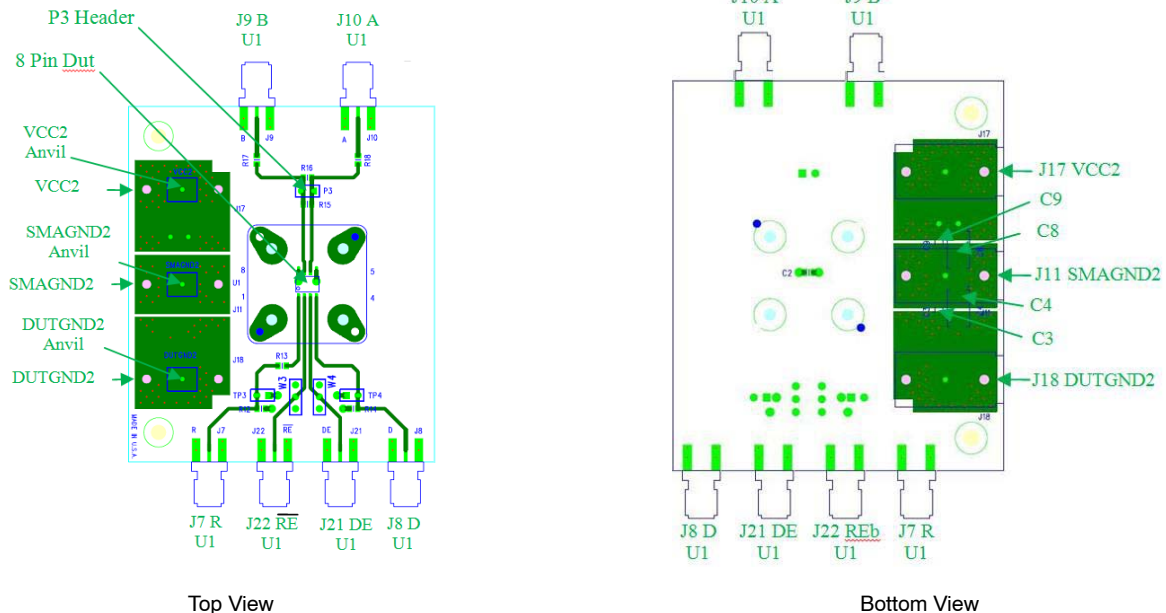 P3 Header
J9 B
U1
J10 A
U1
8 Pin Dut
B
J9
A
J10
R17
R16
R18
P3
R15
VCC2
Anvil
VCC2
VCC2
J17
SMAGND2
Anvil
SMAGND2
SMAGND2
U1
J11
8
5
1
4
DUTGND2
Anvil
DUTGND2
DUTGND2
J18
R13
W3
W4
TP3
TP4
R12
R14
MADE IN U.S.A.
R
J7
J22
RE
DE
J21
D
J8
J7 R
U1
J22 RE
U1
J21 DE
U1
J8 D
U1
Top View
J10 A
U1
J9 B
U1
J17
J17 VCC2
C9
C8
C2
J11 SMAGND2
C4
C3
J18 DUTGND2
J18
J8 D
U1
J21 DE
U1
J22 REb
U1
J7 R
U1
Bottom View